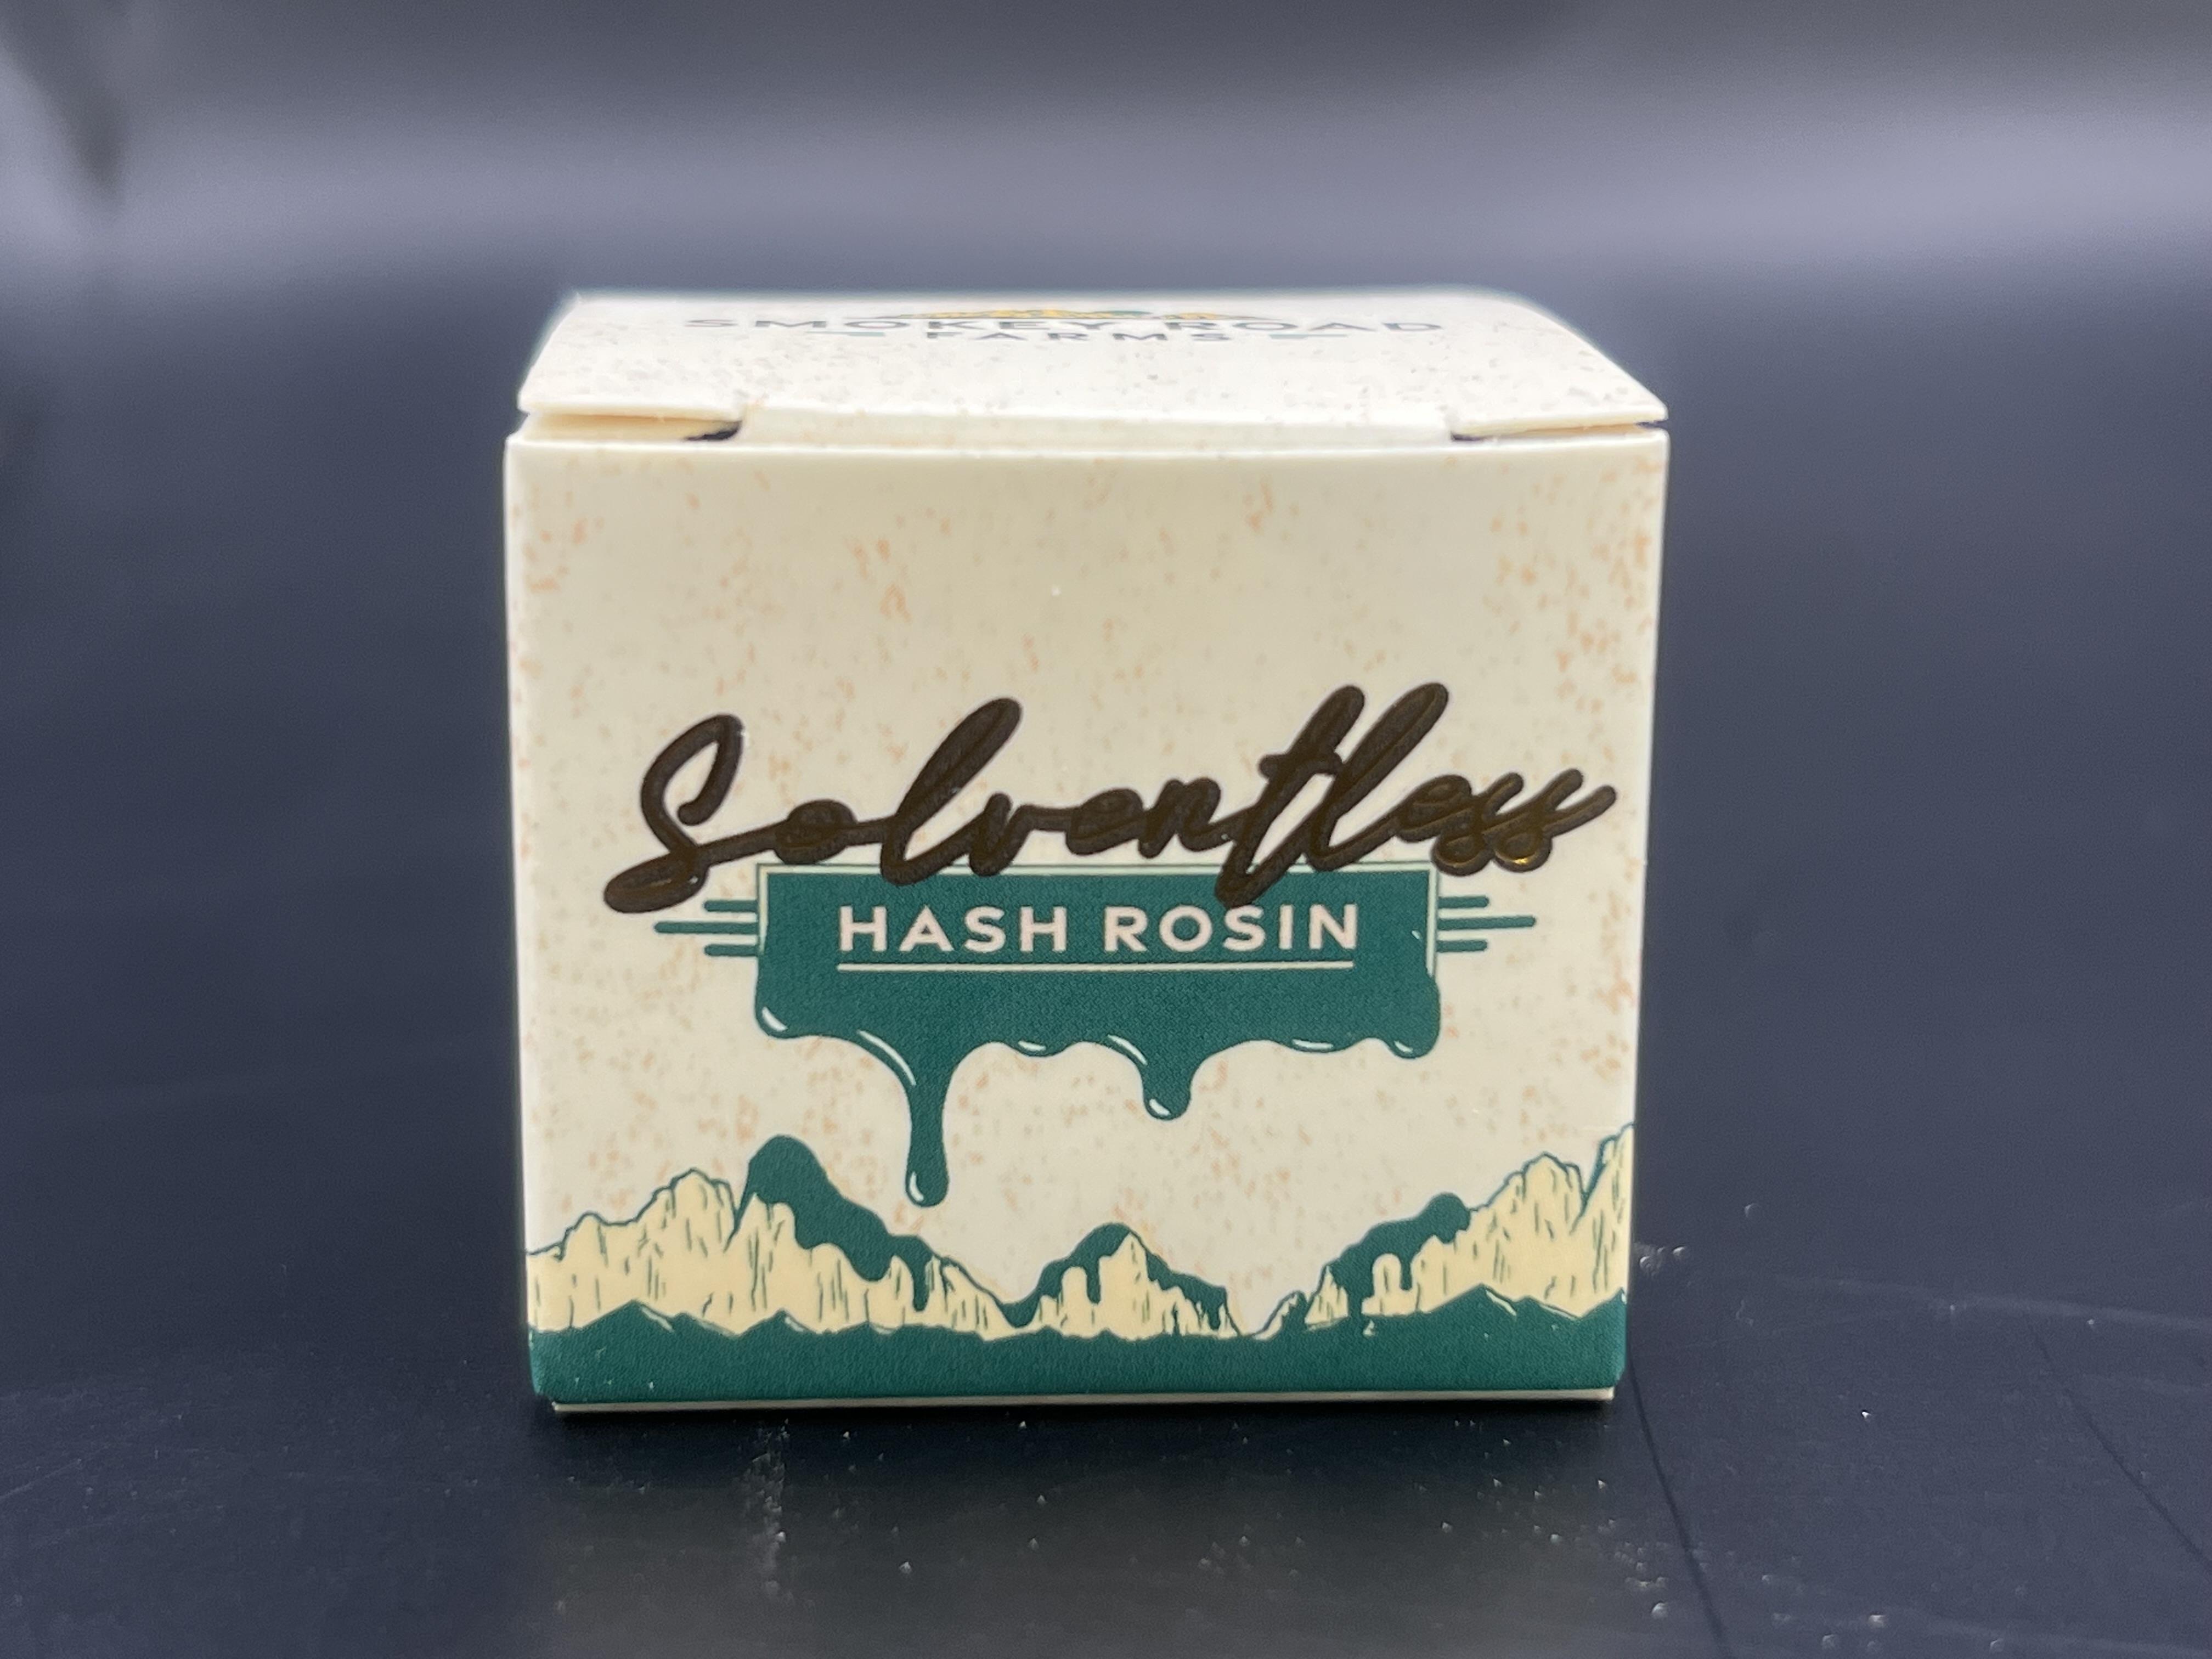 SMOKEY ROAD
FARMS
Solventless
HASH ROSIN